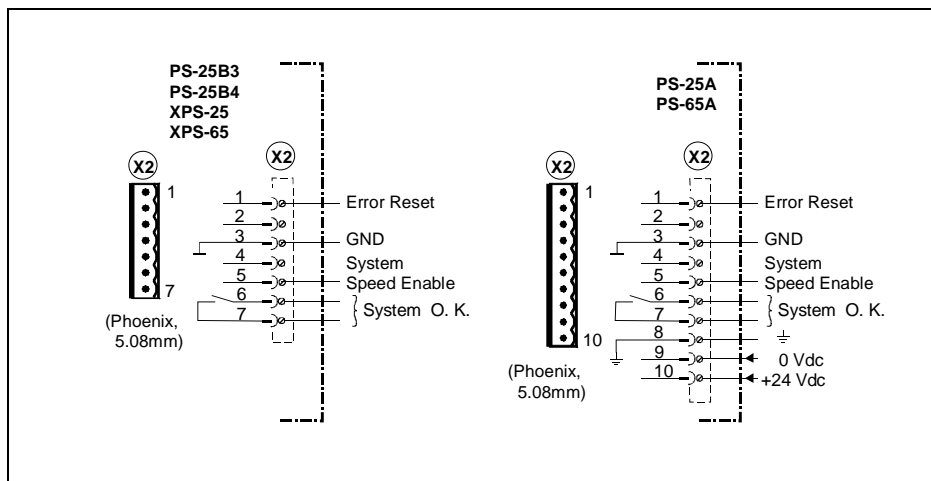 PS-25B3
PS-25B4
XPS-25
XPS-65
X2
X2
1
7
(Phoenix,
5.08mm)
1 Error Reset
2
3 GND
4 System
5 Speed Enable
6
7
System O. K.
PS-25A
PS-65A
X2
X2
1
10
(Phoenix,
5.08mm)
1 Error Reset
2
3 GND
4 System
5 Speed Enable
6
7
System O. K.
8
9 0 Vdc
10 +24 Vdc